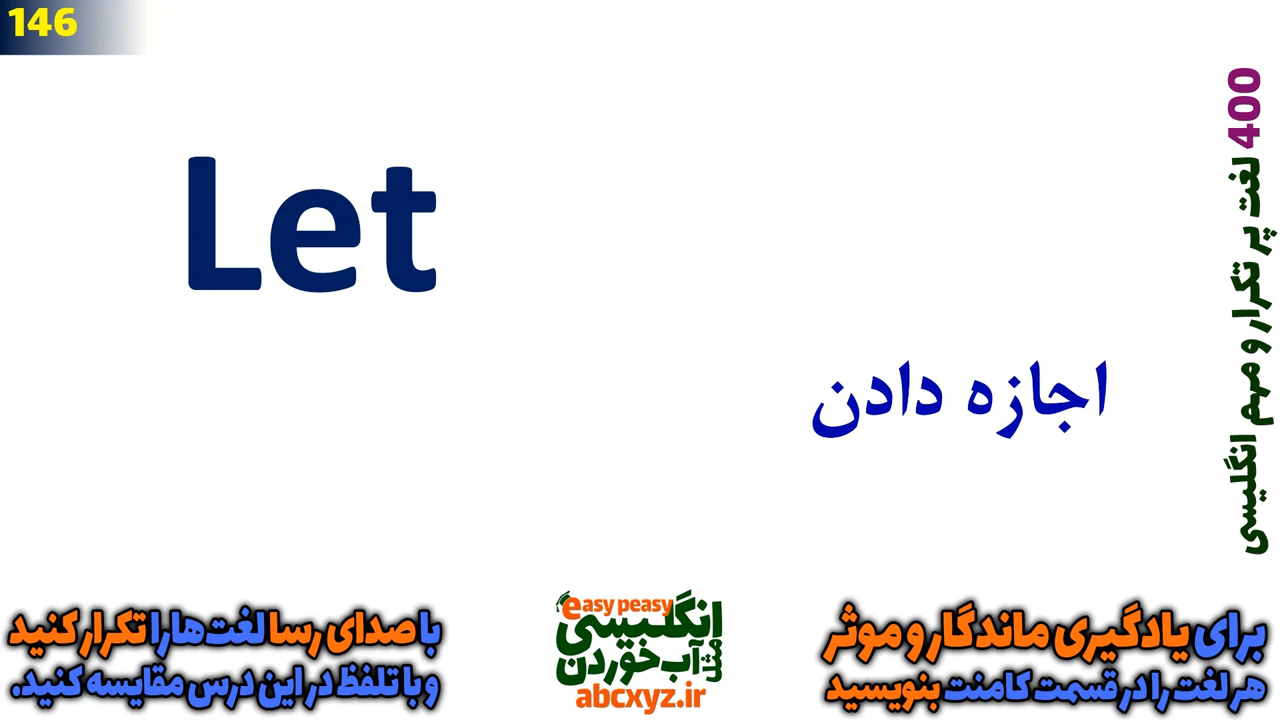 146
Let
اجازه دادن
400 لغت پر تکرار و مهم انگلیسی
با صدای رسا لغت‌ها را تکرار کنید
و با تلفظ در این درس مقایسه کنید.
easy peasy
انگلیسی
مثل آب خوردن
abcxyz.ir
برای یادگیری ماندگار و موثر
هر لغت را در قسمت کامنت بنویسید